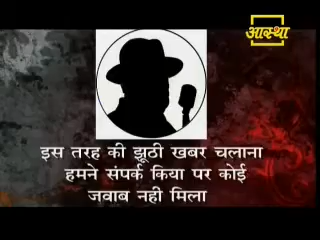 आस्था
इस तरह की झूठी खबर चलाना
हमने संपर्क किया पर कोई
जवाब नही मिला